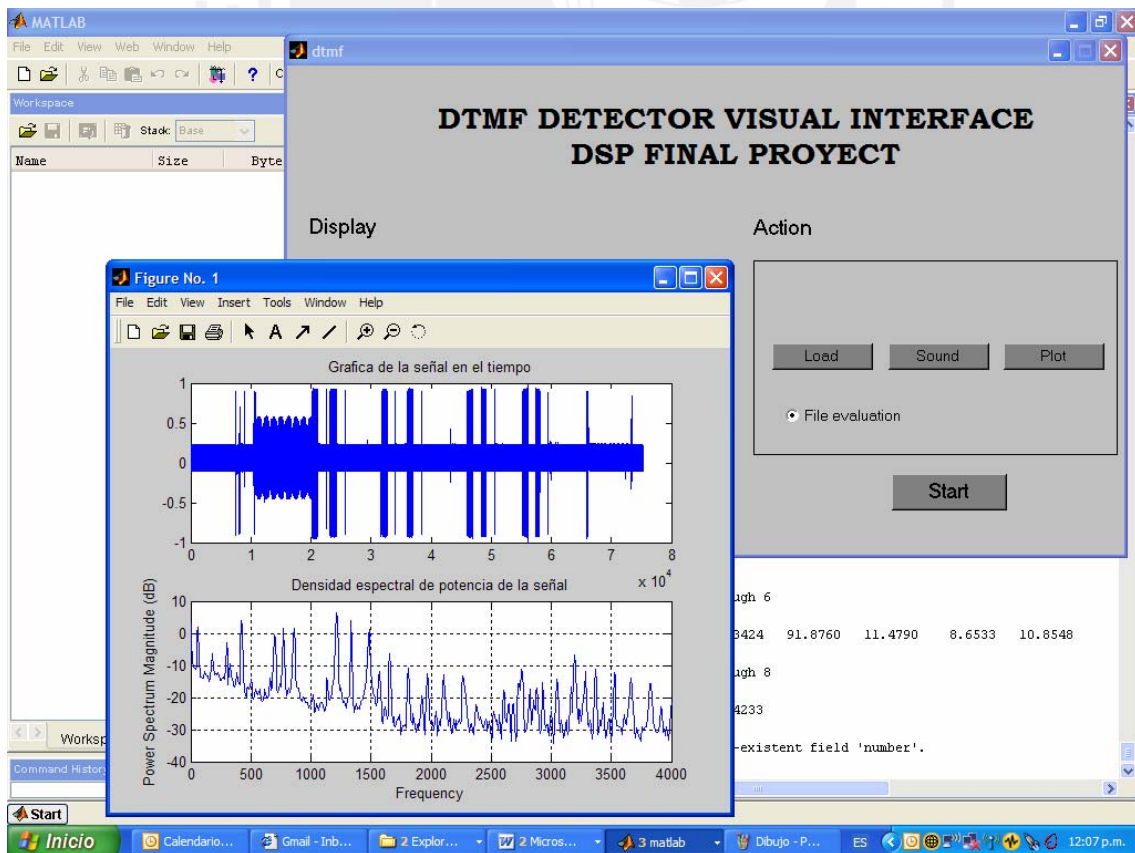 MATLAB
File Edit View Web Window Help
Workspace
Stack: Base
Name Size Byte
dtmf
DTMF DETECTOR VISUAL INTERFACE
DSP FINAL PROYECT
Display
Action
Load Sound Plot
File evaluation
Start
Figure No. 1
File Edit View Insert Tools Window Help
Grafica de la señal en el tiempo
1
0.5
0
-0.5
-1
0 1 2 3 4 5 6 7 8
x 10^4
Densidad espectral de potencia de la señal
Power Spectrum Magnitude (dB)
10
0
-10
-20
-30
-40
0 500 1000 1500 2000 2500 3000 3500 4000
Frequency
ugh 6
3424 91.8760 11.4790 8.6533 10.8548
ugh 8
4233
-existent field 'number'.
Worksp
Command Histor
Start
Inicio Calendario... Gmail - Inb... 2 Explor... 2 Micros... 3 matlab Dibujo - P... ES 12:07 p.m.